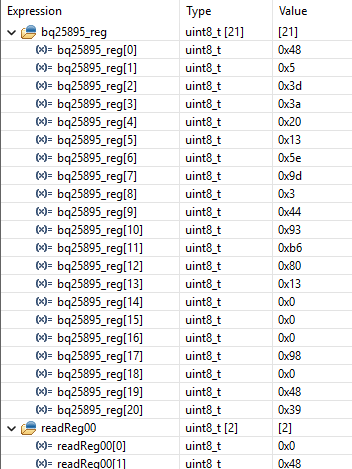 Expression Type Value
bq25895_reg uint8_t [21] [21]
(x)= bq25895_reg[0] uint8_t 0x48
(x)= bq25895_reg[1] uint8_t 0x5
(x)= bq25895_reg[2] uint8_t 0x3d
(x)= bq25895_reg[3] uint8_t 0x3a
(x)= bq25895_reg[4] uint8_t 0x20
(x)= bq25895_reg[5] uint8_t 0x13
(x)= bq25895_reg[6] uint8_t 0x5e
(x)= bq25895_reg[7] uint8_t 0x9d
(x)= bq25895_reg[8] uint8_t 0x3
(x)= bq25895_reg[9] uint8_t 0x44
(x)= bq25895_reg[10] uint8_t 0x93
(x)= bq25895_reg[11] uint8_t 0xb6
(x)= bq25895_reg[12] uint8_t 0x80
(x)= bq25895_reg[13] uint8_t 0x13
(x)= bq25895_reg[14] uint8_t 0x0
(x)= bq25895_reg[15] uint8_t 0x0
(x)= bq25895_reg[16] uint8_t 0x0
(x)= bq25895_reg[17] uint8_t 0x98
(x)= bq25895_reg[18] uint8_t 0x0
(x)= bq25895_reg[19] uint8_t 0x48
(x)= bq25895_reg[20] uint8_t 0x39
readReg00 uint8_t [2] [2]
(x)= readReg00[0] uint8_t 0x0
(x)= readReg00[1] uint8_t 0x48